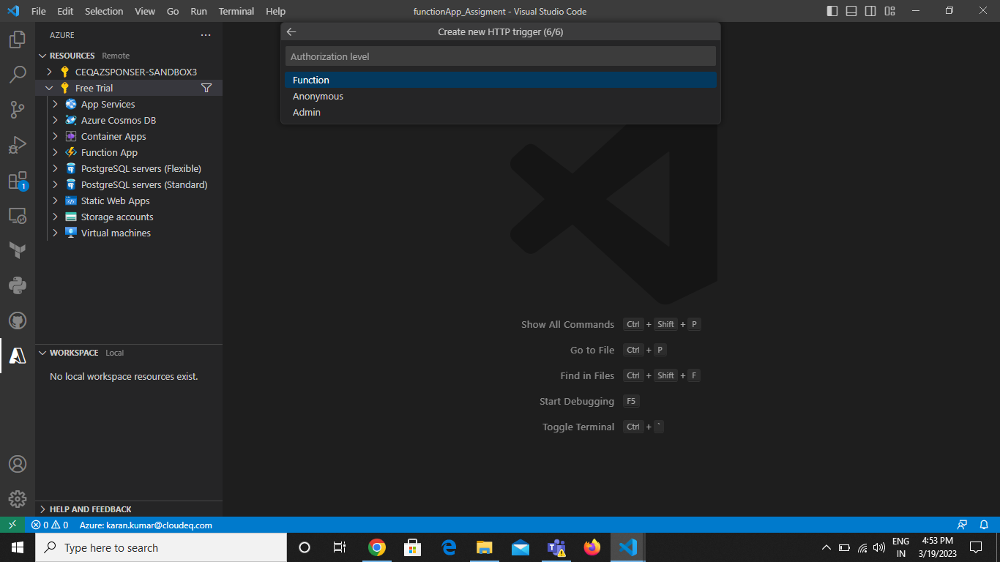 File Edit Selection View Go Run Terminal Help
functionApp_Assigment - Visual Studio Code
AZURE
RESOURCES Remote
CEQAZSPONSER-SANDBOX3
Free Trial
App Services
Azure Cosmos DB
Container Apps
Function App
PostgreSQL servers (Flexible)
PostgreSQL servers (Standard)
Static Web Apps
Storage accounts
Virtual machines
1
WORKSPACE Local
No local workspace resources exist.
HELP AND FEEDBACK
Create new HTTP trigger (6/6)
Authorization level
Function
Anonymous
Admin
Show All Commands Ctrl + Shift + P
Go to File Ctrl + P
Find in Files Ctrl + Shift + F
Start Debugging F5
Toggle Terminal Ctrl + `
0 0 Azure: karan.kumar@cloudeq.com
Type here to search
ENG
IN
4:53 PM
3/19/2023